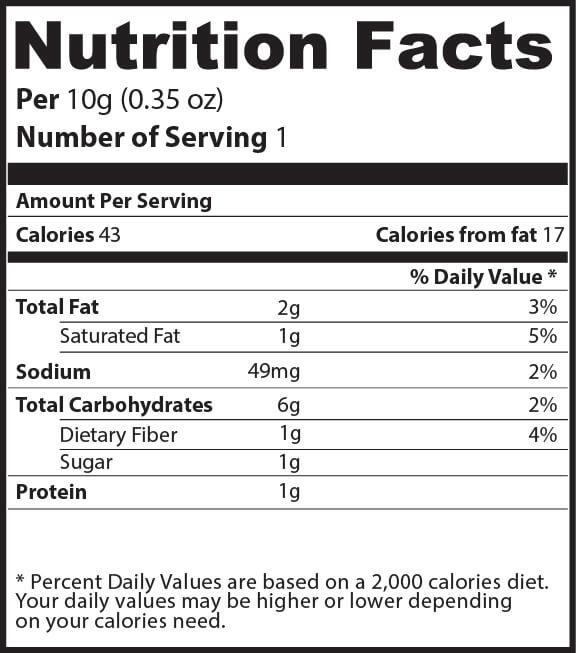 Nutrition Facts
Per 10g (0.35 oz)
Number of Serving 1
Amount Per Serving
Calories 43 Calories from fat 17
% Daily Value *
Total Fat 2g 3%
Saturated Fat 1g 5%
Sodium 49mg 2%
Total Carbohydrates 6g 2%
Dietary Fiber 1g 4%
Sugar 1g
Protein 1g
* Percent Daily Values are based on a 2,000 calories diet.
Your daily values may be higher or lower depending
on your calories need.